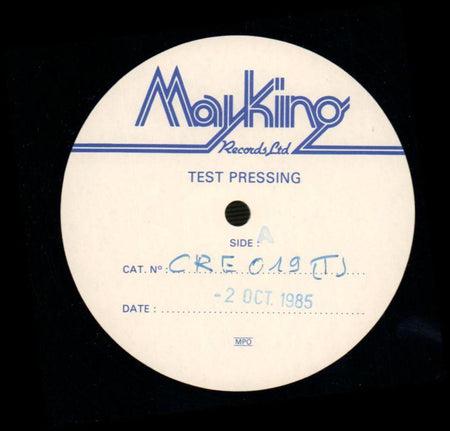 Mayking
Records Ltd
TEST PRESSING
SIDE : A
CAT. Nº : CRE 019 (T)
-2 OCT. 1985
DATE :
MPO